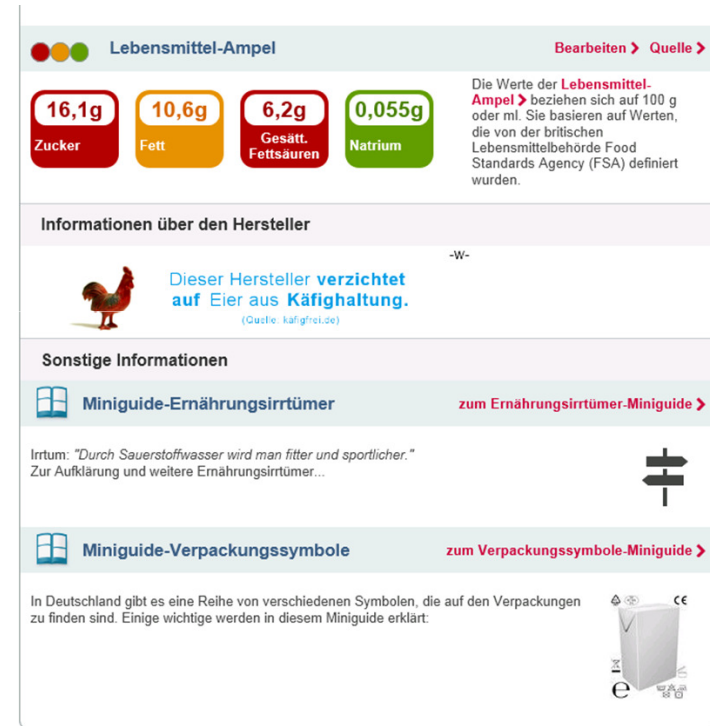 Lebensmittel-Ampel
Bearbeiten Quelle
16,1g
Zucker
10,6g
Fett
6,2g
Gesätt.
Fettsäuren
0,055g
Natrium
Die Werte der Lebensmittel-
Ampel beziehen sich auf 100 g
oder ml. Sie basieren auf Werten,
die von der britischen
Lebensmittelbehörde Food
Standards Agency (FSA) definiert
wurden.
Informationen über den Hersteller
-W-
Dieser Hersteller verzichtet
auf Eier aus Käfighaltung.
(Quelle: käfigfrei.de)
Sonstige Informationen
Miniguide-Ernährungsirrtümer
zum Ernährungsirrtümer-Miniguide
Irrtum: "Durch Sauerstoffwasser wird man fitter und sportlicher."
Zur Aufklärung und weitere Ernährungsirrtümer...
Miniguide-Verpackungssymbole
zum Verpackungssymbole-Miniguide
In Deutschland gibt es eine Reihe von verschiedenen Symbolen, die auf den Verpackungen
zu finden sind. Einige wichtige werden in diesem Miniguide erklärt:
CE
e